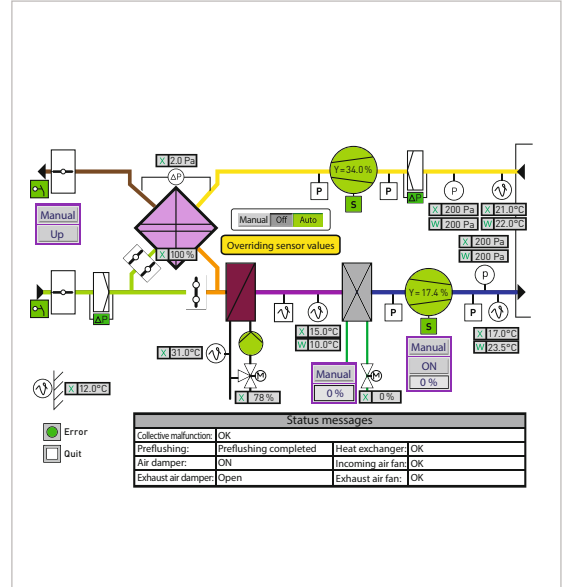 X 2.0 Pa
ΔP
Y=34.0%
P
P
P
S
ΔP
Manual
Up
Manual Off Auto
X 200 Pa X 21.0°C
W 200 Pa W 22.0°C
Overriding sensor values
X 200 Pa
W 200 Pa
X 100 %
p
Y= 17.4 %
ΔP
P
P
S
X 15.0°C
W 10.0°C
X 17.0°C
W 23.5°C
X 31.0°C
Manual
ON
0 %
Manual
0 %
M
M
X 12.0°C
X 78 %
X 0 %
Status messages
Collective malfunction: OK
Preflushing: Preflushing completed Heat exchanger: OK
Air damper: ON Incoming air fan: OK
Exhaust air damper: Open Exhaust air fan: OK
Error
Quit